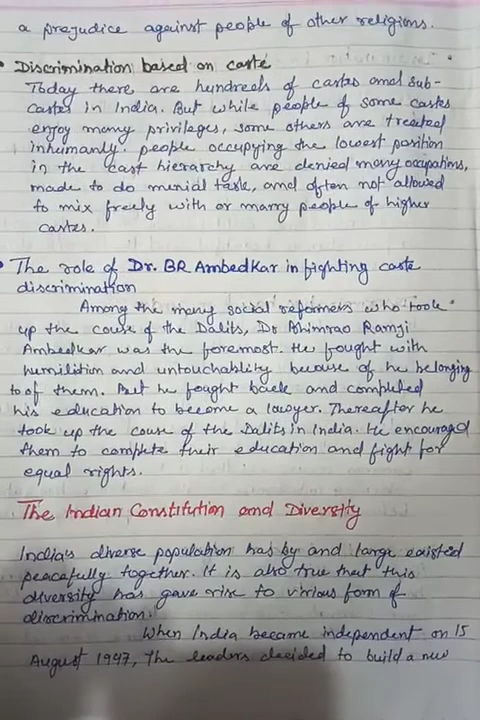 a prejudice against people of other religions.
• Discrimination based on caste
Today there are hundreds of castes and sub-
castes in India. But while people of some castes
enjoy many privileges, some others are treated
inhumanly. people occupying the lowest position
in the cast hierarchy are denied many occupations,
made to do menial task, and often not allowed
to mix freely with or marry people of higher
castes.
• The role of Dr. BR Ambedkar in fighting caste
discrimination
Among the many social reformers who took
up the cause of the Dalits, Dr Bhimrao Ramji
Ambedkar was the foremost. He fought with
humilition and untouchability because of he belonging
to of them. But he fought back and completed
his education to become a lawyer. Thereafter he
took up the cause of the Dalits in India. He encouraged
them to complete their education and fight for
equal rights.
The Indian Constitution and Diversity
India's diverse population has by and large existed
peacefully together. It is also true that this
diversity has gave rise to virious form of
discrimination.
When India became independent on 15
August 1947, The leaders decided to build a new